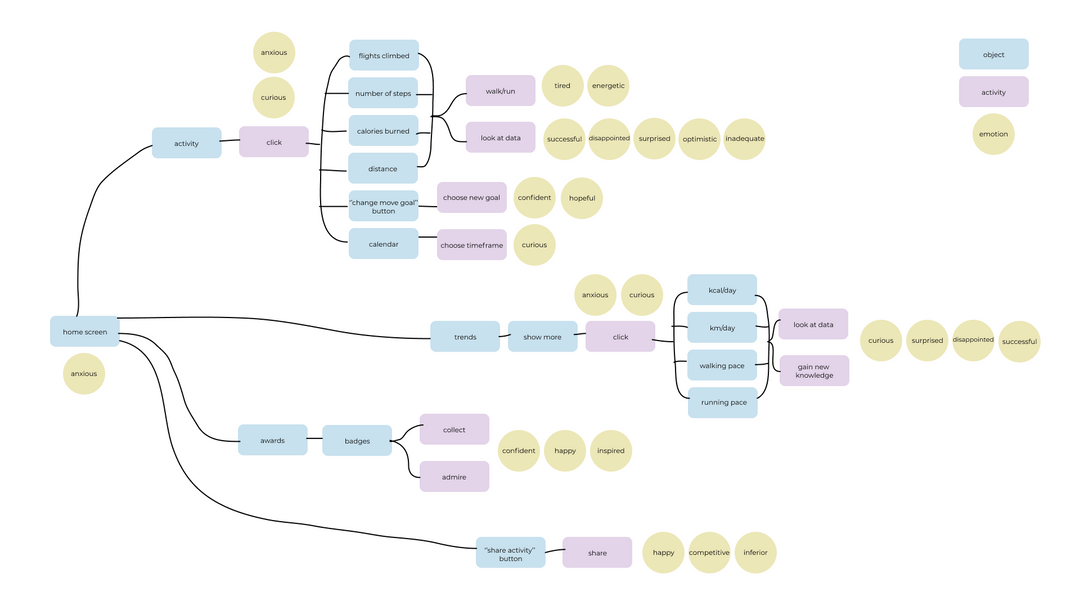 anxious
curious
activity
click
flights climbed
number of steps
calories burned
distance
"change move goal"
button
calendar
walk/run
tired
energetic
look at data
successful
disappointed
surprised
optimistic
inadequate
choose new goal
confident
hopeful
choose timeframe
curious
object
activity
emotion
home screen
anxious
trends
show more
anxious
curious
click
kcal/day
km/day
walking pace
running pace
look at data
gain new
knowledge
curious
surprised
disappointed
successful
awards
badges
collect
admire
confident
happy
inspired
"share activity"
button
share
happy
competitive
inferior